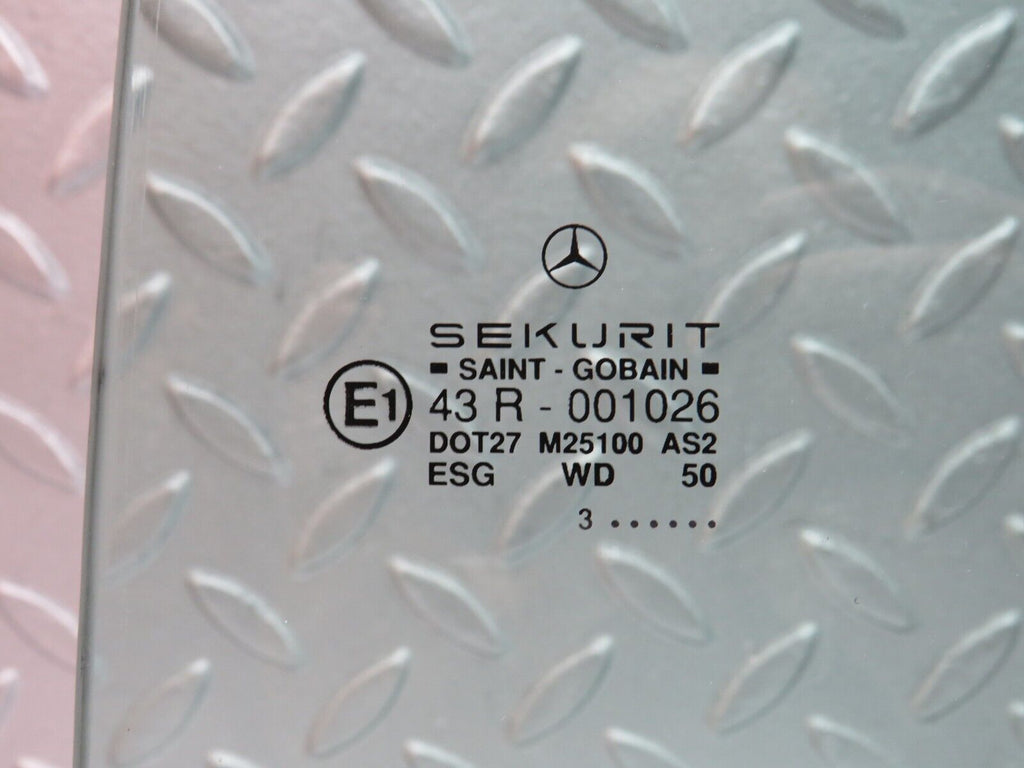 SEKURIT
SAINT - GOBAIN
E1 43 R - 001026
DOT27 M25100 AS2
ESG WD 50
3 . . . . . .